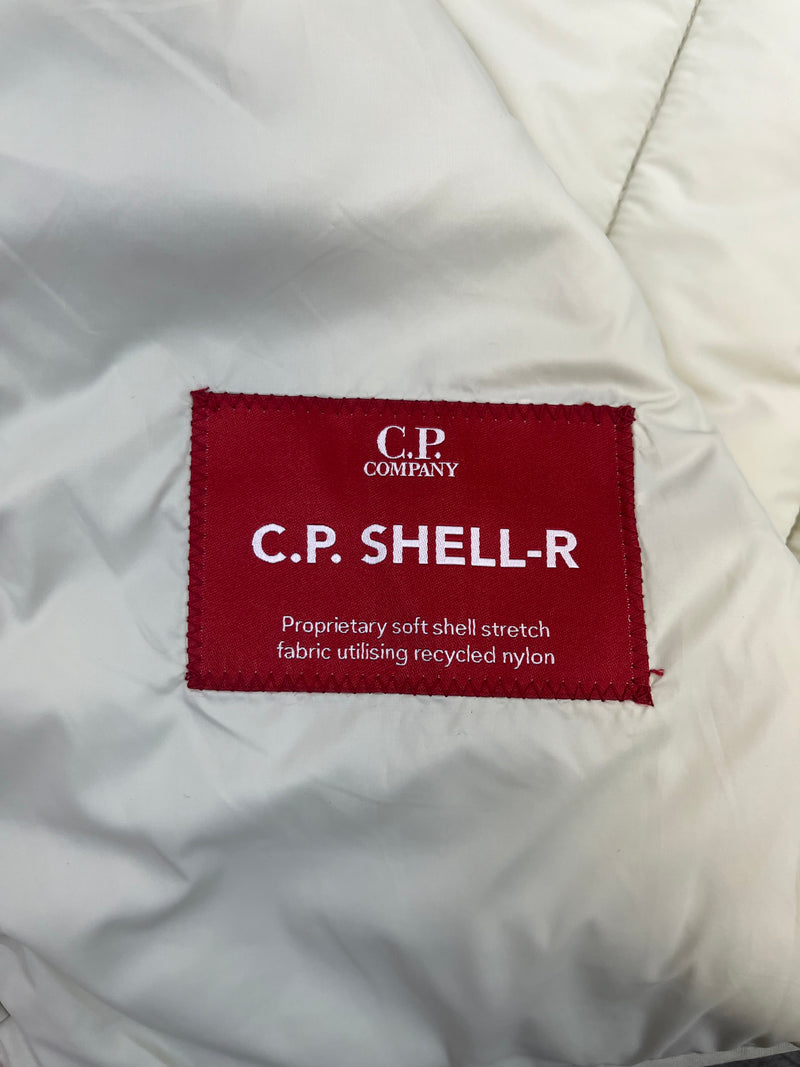 C.P.
COMPANY
C.P. SHELL-R
Proprietary soft shell stretch
fabric utilising recycled nylon